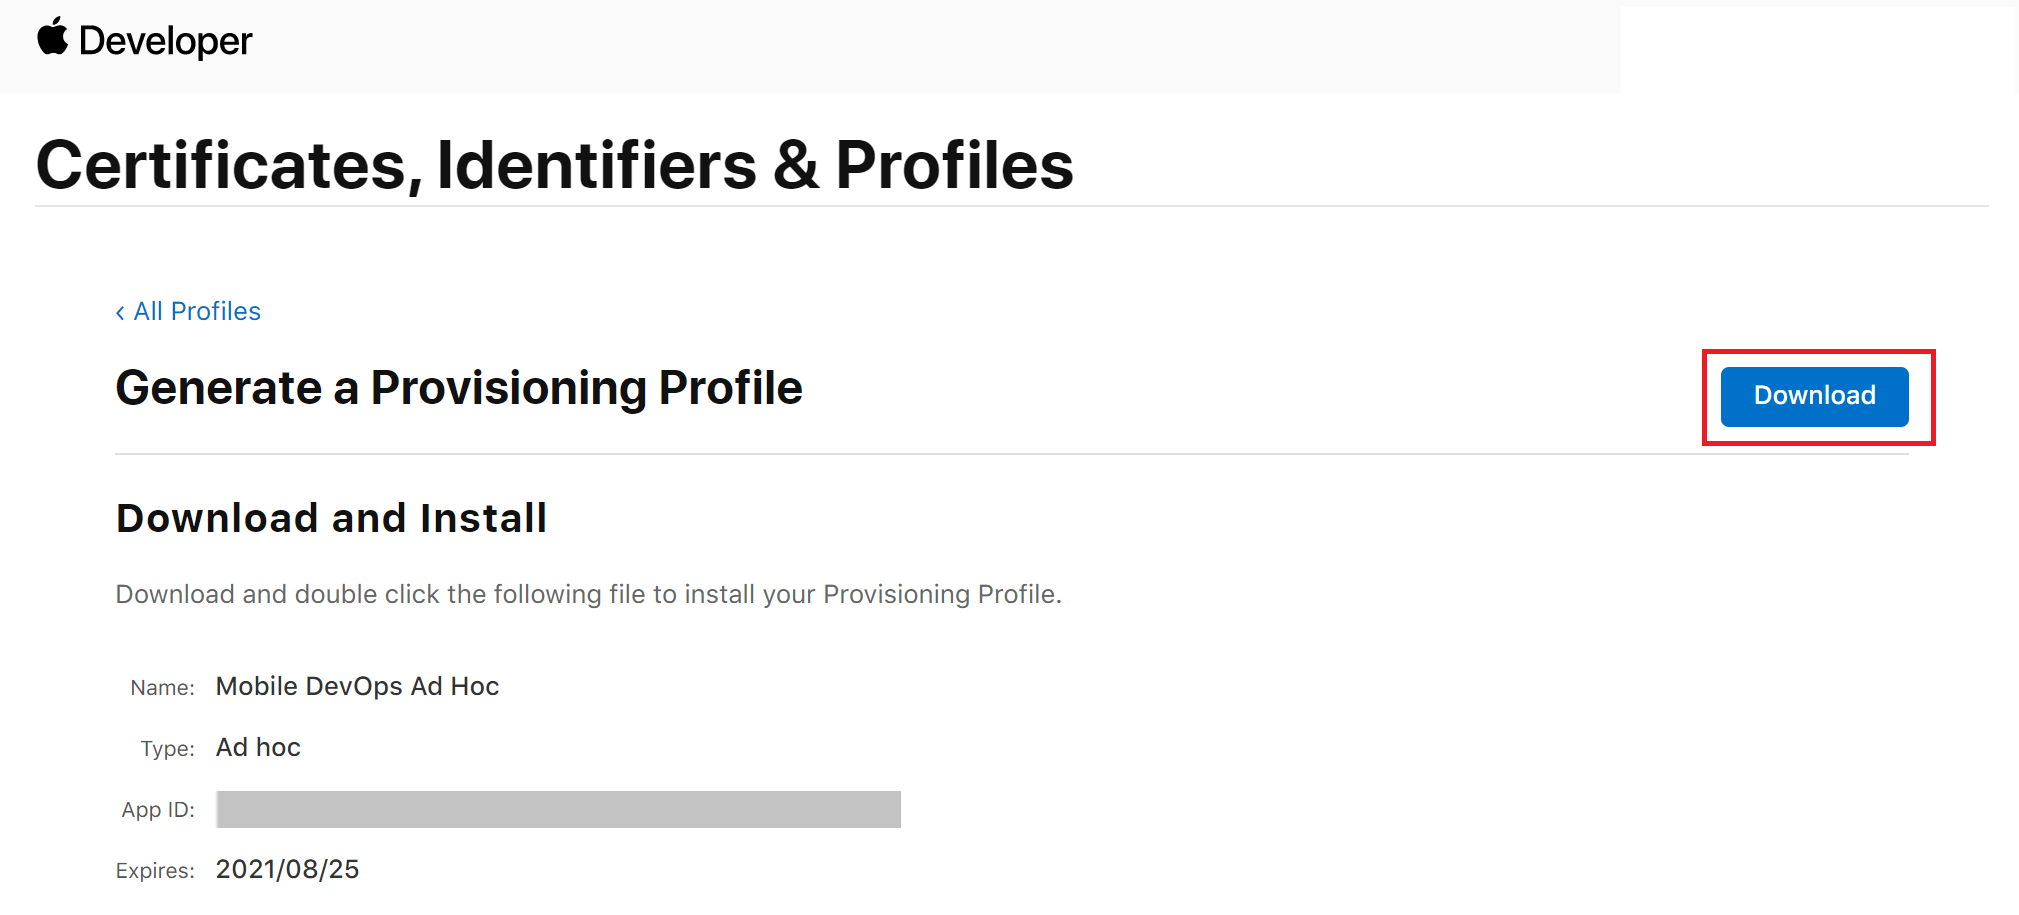 Developer
Certificates, Identifiers & Profiles
‹ All Profiles
Generate a Provisioning Profile
Download
Download and Install
Download and double click the following file to install your Provisioning Profile.
Name: Mobile DevOps Ad Hoc
Type: Ad hoc
App ID:
Expires: 2021/08/25